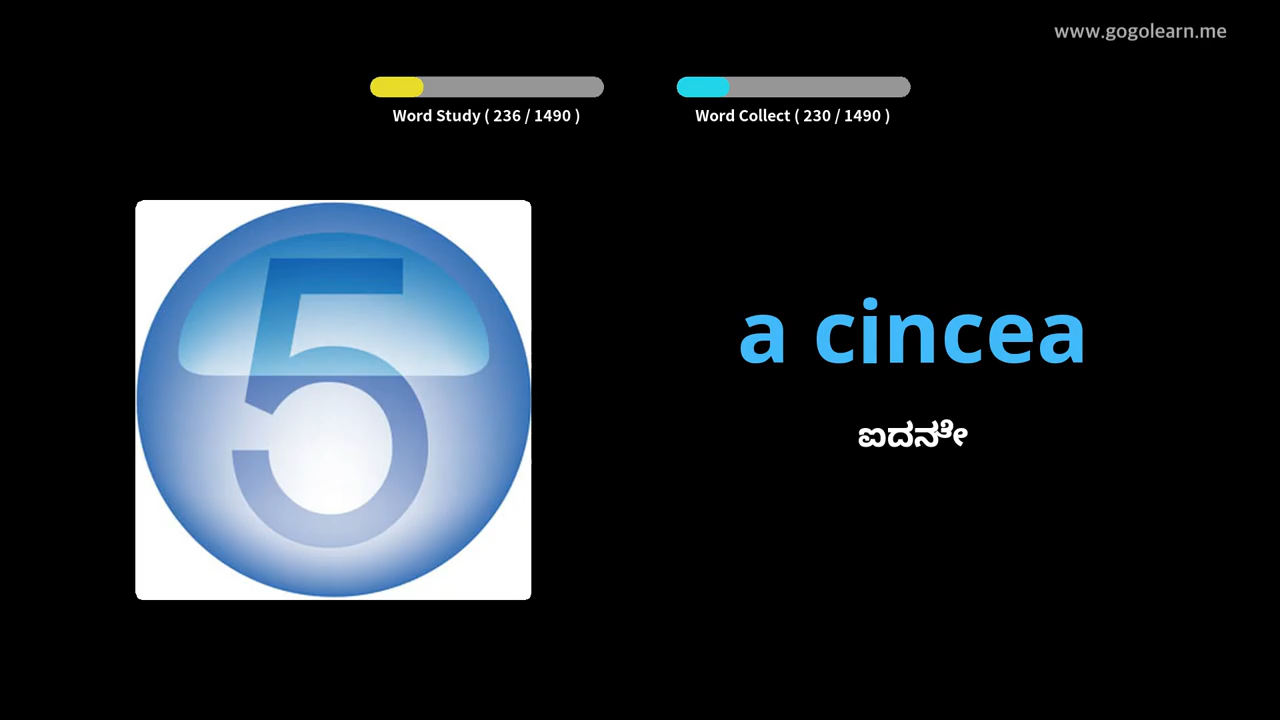 www.gogolearn.me
Word Study ( 236 / 1490 )
Word Collect ( 230 / 1490 )
5
a cincea
ಐದನೇ